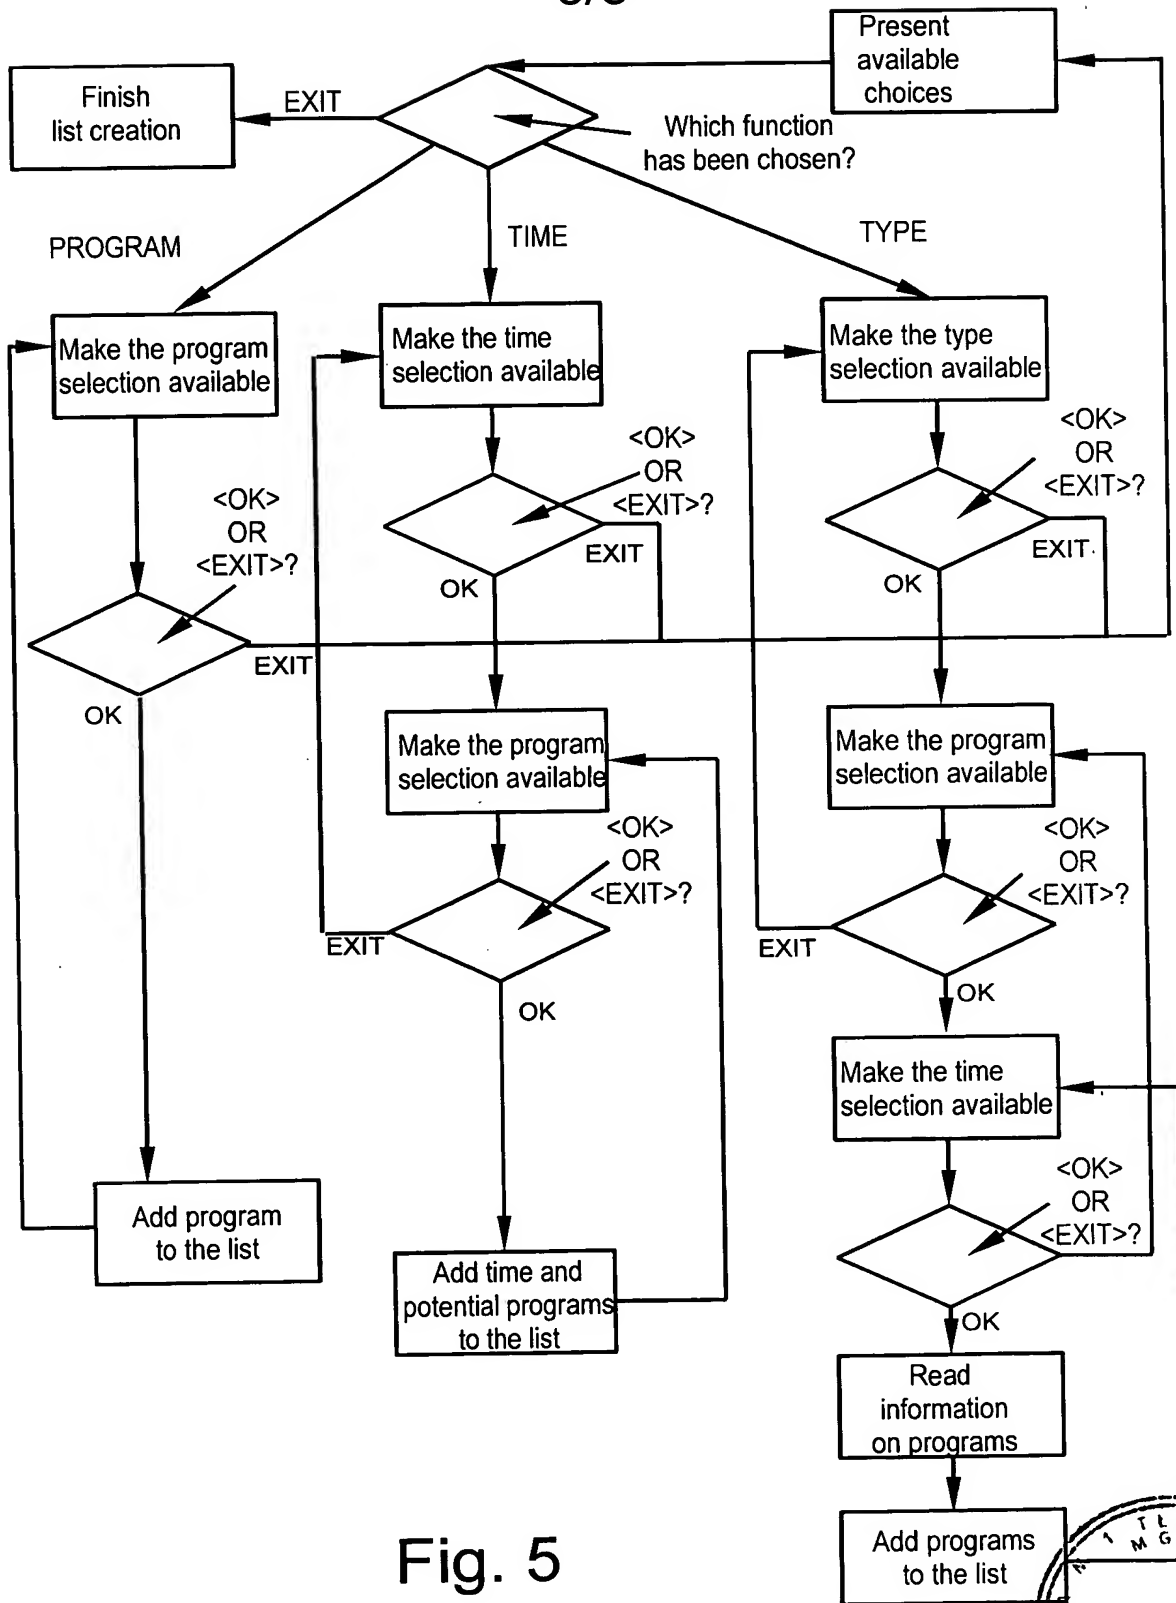 Present
available
choices
Finish
list creation
EXIT
Which function
has been chosen?
PROGRAM
TIME
TYPE
Make the program
selection available
Make the time
selection available
Make the type
selection available
<OK>
OR
<EXIT>?
<OK>
OR
<EXIT>?
<OK>
OR
<EXIT>?
EXIT
EXIT
OK
OK
EXIT
OK
Make the program
selection available
Make the program
selection available
<OK>
OR
<EXIT>?
<OK>
OR
<EXIT>?
EXIT
EXIT
OK
OK
Make the time
selection available
<OK>
OR
<EXIT>?
Add program
to the list
Add time and
potential programs
to the list
OK
Read
information
on programs
Add programs
to the list
Fig. 5